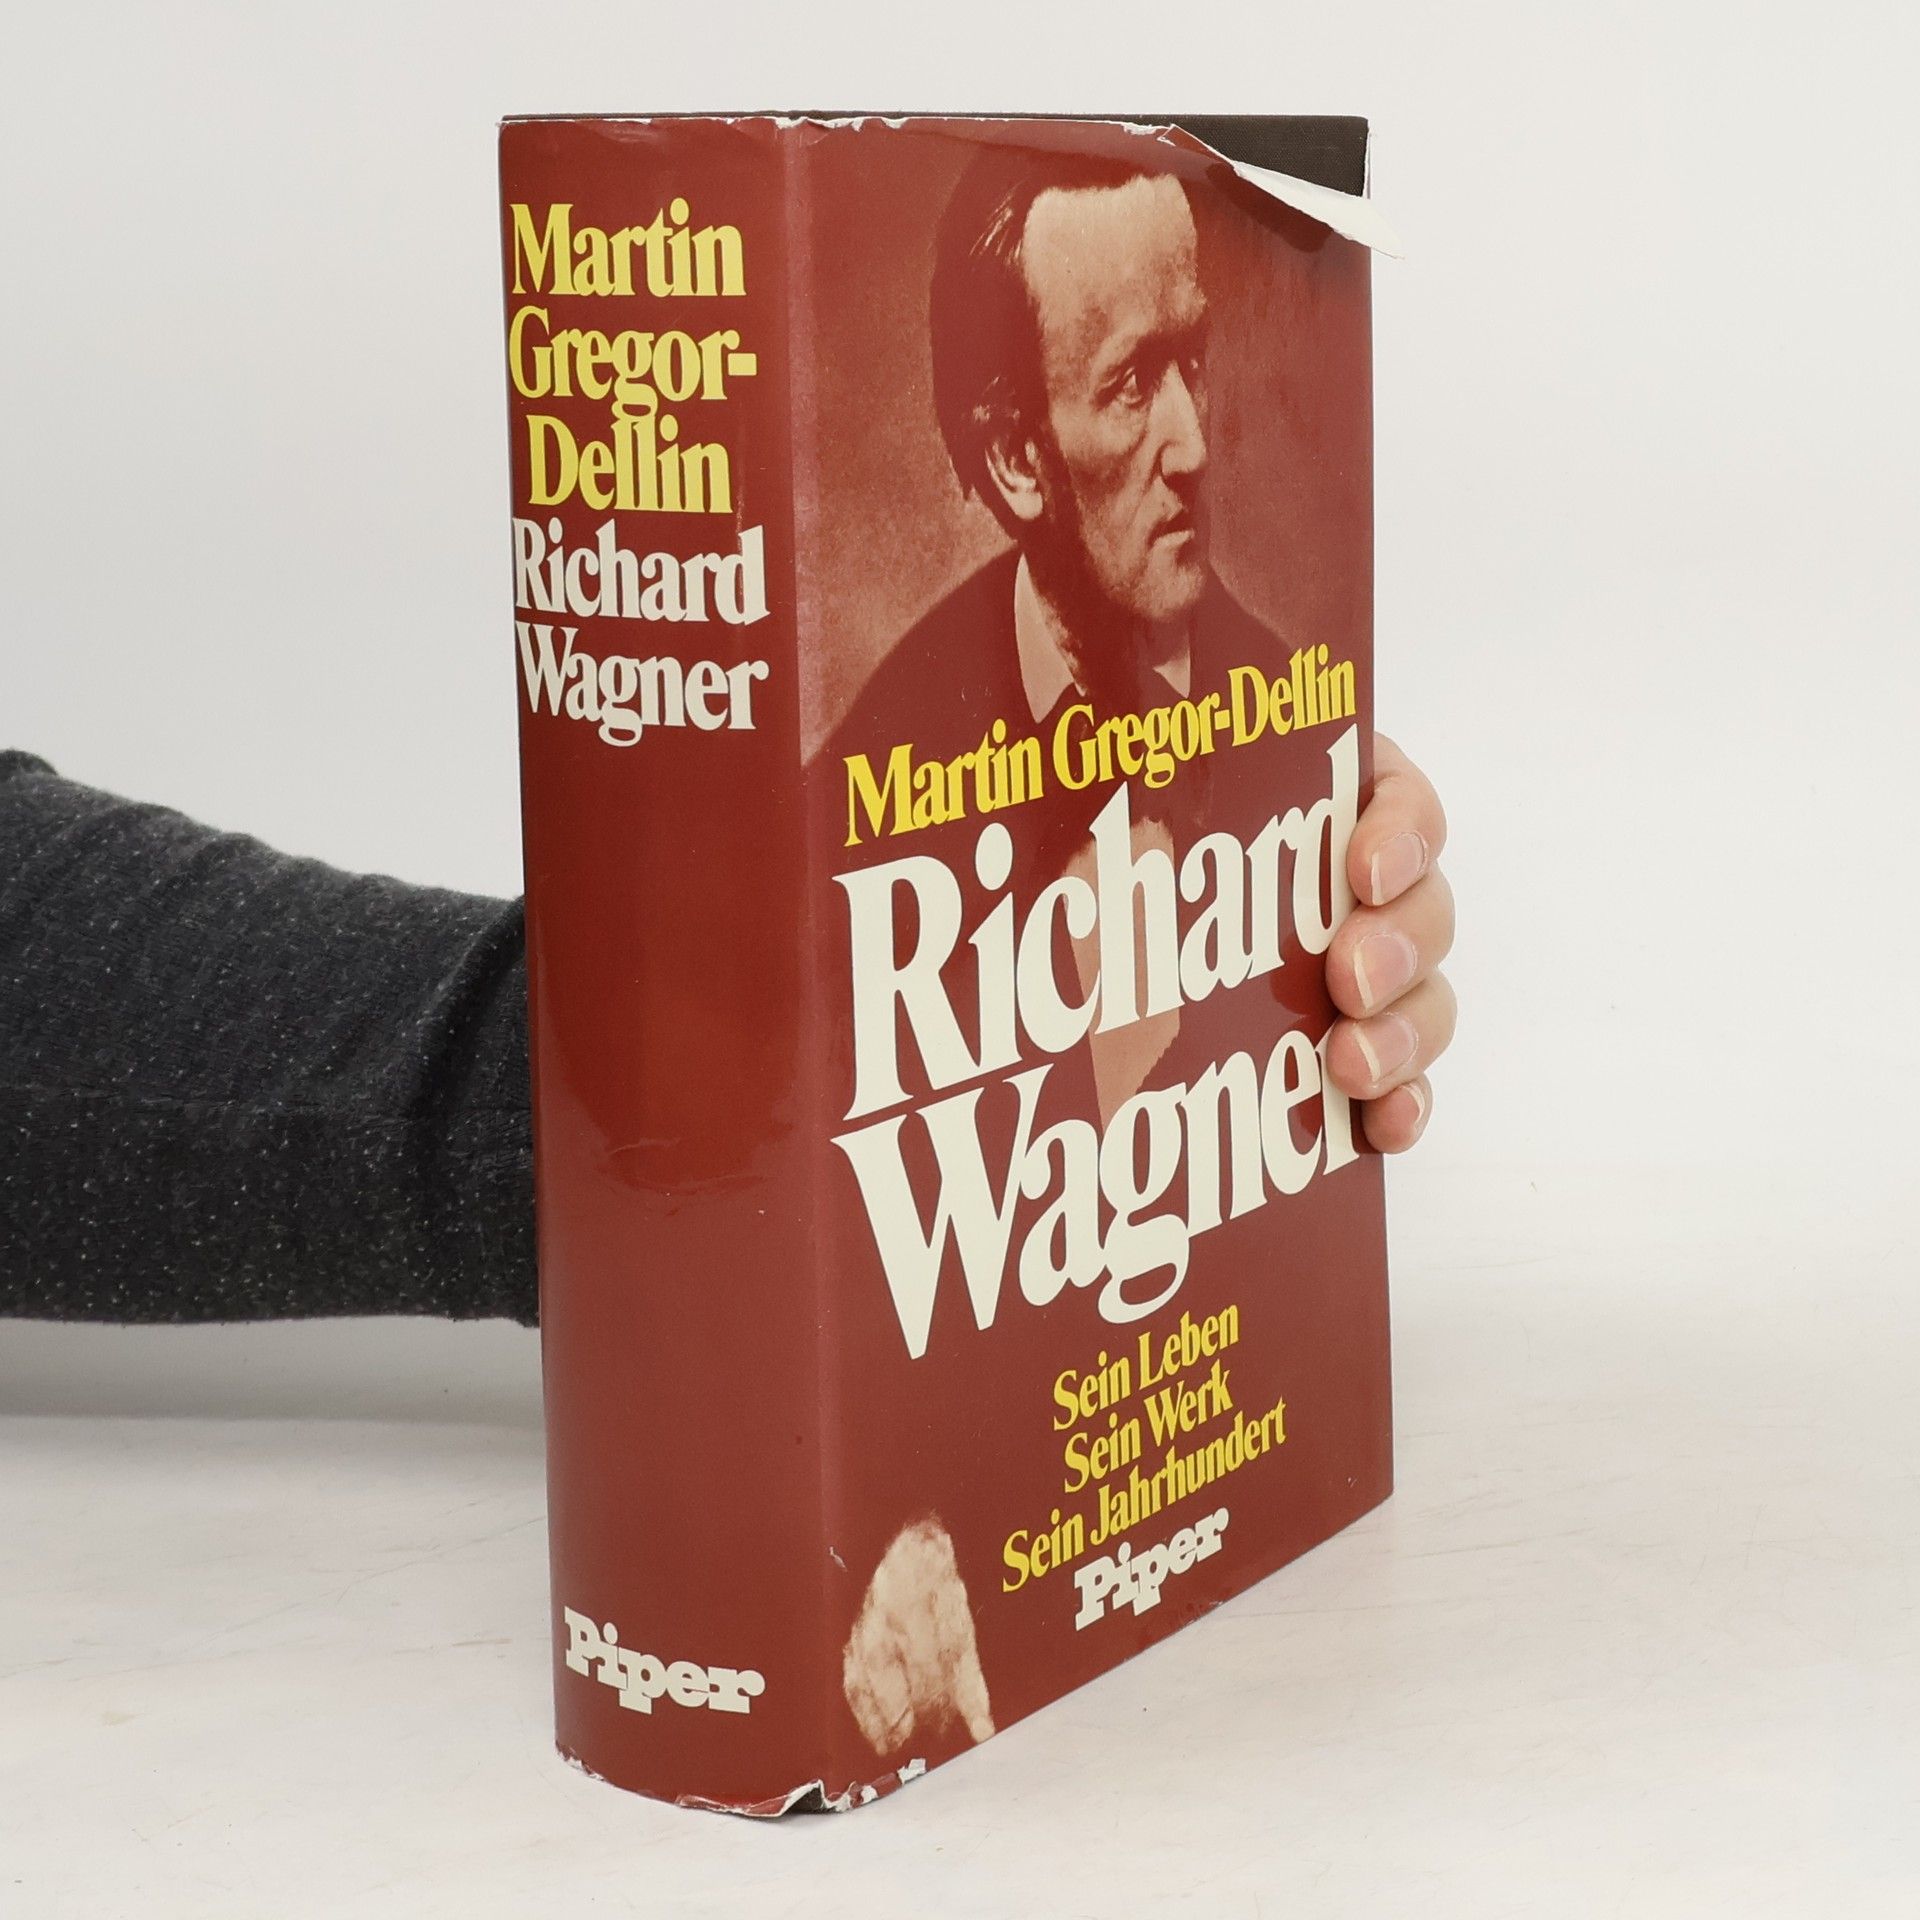 Martin
Gregor-
Dellin
Richard
Wagner
Piper
Martin Gregor-Dellin
Richard
Wagner
Sein Leben
Sein Werk
Sein Jahrhundert
Piper